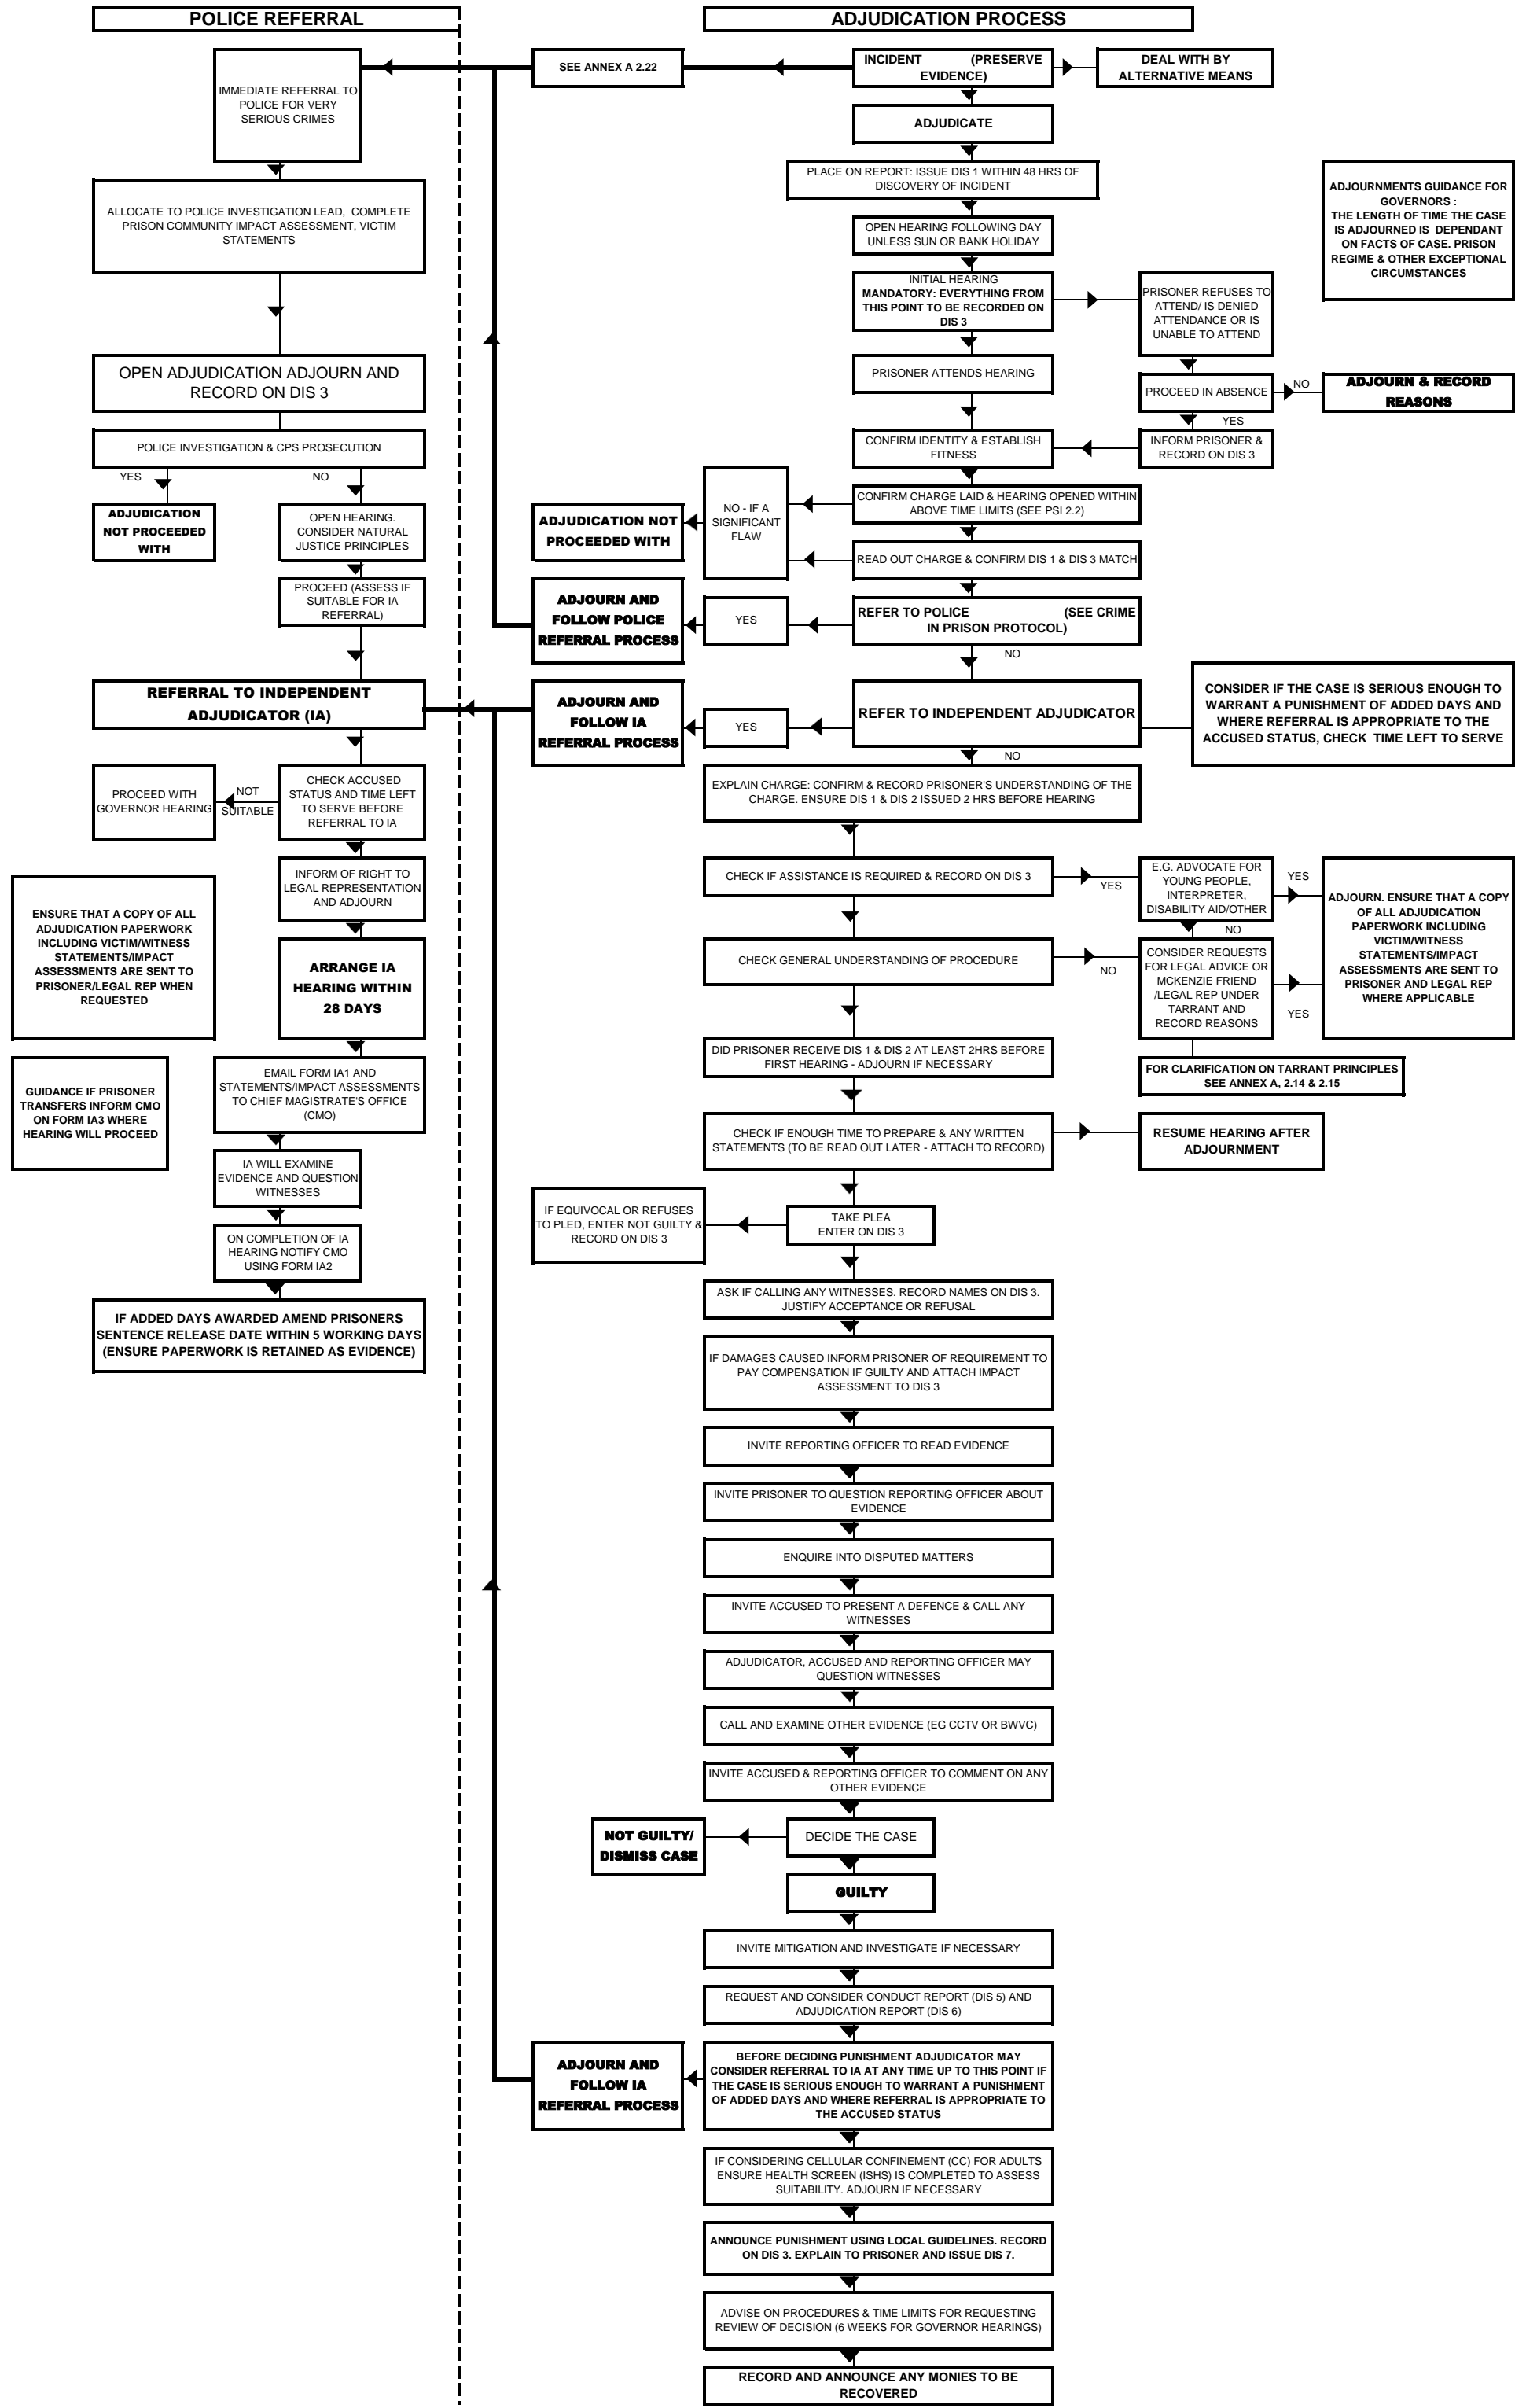 POLICE REFERRAL
ADJUDICATION PROCESS
IMMEDIATE REFERRAL TO
POLICE FOR VERY
SERIOUS CRIMES
SEE ANNEX A 2.22
INCIDENT (PRESERVE
EVIDENCE)
DEAL WITH BY
ALTERNATIVE MEANS
ADJUDICATE
PLACE ON REPORT: ISSUE DIS 1 WITHIN 48 HRS OF
DISCOVERY OF INCIDENT
ADJOURNMENTS GUIDANCE FOR
GOVERNORS :
THE LENGTH OF TIME THE CASE
IS ADJOURNED IS DEPENDANT
ON FACTS OF CASE. PRISON
REGIME & OTHER EXCEPTIONAL
CIRCUMSTANCES
ALLOCATE TO POLICE INVESTIGATION LEAD, COMPLETE
PRISON COMMUNITY IMPACT ASSESSMENT, VICTIM
STATEMENTS
OPEN HEARING FOLLOWING DAY
UNLESS SUN OR BANK HOLIDAY
INITIAL HEARING
MANDATORY: EVERYTHING FROM
THIS POINT TO BE RECORDED ON
DIS 3
PRISONER REFUSES TO
ATTEND/ IS DENIED
ATTENDANCE OR IS
UNABLE TO ATTEND
OPEN ADJUDICATION ADJOURN AND
RECORD ON DIS 3
PRISONER ATTENDS HEARING
PROCEED IN ABSENCE
NO
ADJOURN & RECORD
REASONS
YES
POLICE INVESTIGATION & CPS PROSECUTION
CONFIRM IDENTITY & ESTABLISH
FITNESS
INFORM PRISONER &
RECORD ON DIS 3
YES
NO
ADJUDICATION
NOT PROCEEDED
WITH
OPEN HEARING.
CONSIDER NATURAL
JUSTICE PRINCIPLES
ADJUDICATION NOT
PROCEEDED WITH
NO - IF A
SIGNIFICANT
FLAW
CONFIRM CHARGE LAID & HEARING OPENED WITHIN
ABOVE TIME LIMITS (SEE PSI 2.2)
READ OUT CHARGE & CONFIRM DIS 1 & DIS 3 MATCH
PROCEED (ASSESS IF
SUITABLE FOR IA
REFERRAL)
ADJOURN AND
FOLLOW POLICE
REFERRAL PROCESS
YES
REFER TO POLICE (SEE CRIME
IN PRISON PROTOCOL)
NO
REFERRAL TO INDEPENDENT
ADJUDICATOR (IA)
ADJOURN AND
FOLLOW IA
REFERRAL PROCESS
YES
REFER TO INDEPENDENT ADJUDICATOR
CONSIDER IF THE CASE IS SERIOUS ENOUGH TO
WARRANT A PUNISHMENT OF ADDED DAYS AND
WHERE REFERRAL IS APPROPRIATE TO THE
ACCUSED STATUS, CHECK TIME LEFT TO SERVE
NO
PROCEED WITH
GOVERNOR HEARING
NOT
SUITABLE
CHECK ACCUSED
STATUS AND TIME LEFT
TO SERVE BEFORE
REFERRAL TO IA
EXPLAIN CHARGE: CONFIRM & RECORD PRISONER'S UNDERSTANDING OF THE
CHARGE. ENSURE DIS 1 & DIS 2 ISSUED 2 HRS BEFORE HEARING
INFORM OF RIGHT TO
LEGAL REPRESENTATION
AND ADJOURN
CHECK IF ASSISTANCE IS REQUIRED & RECORD ON DIS 3
YES
E.G. ADVOCATE FOR
YOUNG PEOPLE,
INTERPRETER,
DISABILITY AID/OTHER
YES
NO
ADJOURN. ENSURE THAT A COPY
OF ALL ADJUDICATION
PAPERWORK INCLUDING
VICTIM/WITNESS
STATEMENTS/IMPACT
ASSESSMENTS ARE SENT TO
PRISONER AND LEGAL REP
WHERE APPLICABLE
ENSURE THAT A COPY OF ALL
ADJUDICATION PAPERWORK
INCLUDING VICTIM/WITNESS
STATEMENTS/IMPACT
ASSESSMENTS ARE SENT TO
PRISONER/LEGAL REP WHEN
REQUESTED
ARRANGE IA
HEARING WITHIN
28 DAYS
CHECK GENERAL UNDERSTANDING OF PROCEDURE
NO
CONSIDER REQUESTS
FOR LEGAL ADVICE OR
MCKENZIE FRIEND
/LEGAL REP UNDER
TARRANT AND
RECORD REASONS
YES
GUIDANCE IF PRISONER
TRANSFERS INFORM CMO
ON FORM IA3 WHERE
HEARING WILL PROCEED
EMAIL FORM IA1 AND
STATEMENTS/IMPACT ASSESSMENTS
TO CHIEF MAGISTRATE'S OFFICE
(CMO)
DID PRISONER RECEIVE DIS 1 & DIS 2 AT LEAST 2HRS BEFORE
FIRST HEARING - ADJOURN IF NECESSARY
FOR CLARIFICATION ON TARRANT PRINCIPLES
SEE ANNEX A, 2.14 & 2.15
CHECK IF ENOUGH TIME TO PREPARE & ANY WRITTEN
STATEMENTS (TO BE READ OUT LATER - ATTACH TO RECORD)
RESUME HEARING AFTER
ADJOURNMENT
IA WILL EXAMINE
EVIDENCE AND QUESTION
WITNESSES
IF EQUIVOCAL OR REFUSES
TO PLED, ENTER NOT GUILTY &
RECORD ON DIS 3
TAKE PLEA
ENTER ON DIS 3
ON COMPLETION OF IA
HEARING NOTIFY CMO
USING FORM IA2
ASK IF CALLING ANY WITNESSES. RECORD NAMES ON DIS 3.
JUSTIFY ACCEPTANCE OR REFUSAL
IF ADDED DAYS AWARDED AMEND PRISONERS
SENTENCE RELEASE DATE WITHIN 5 WORKING DAYS
(ENSURE PAPERWORK IS RETAINED AS EVIDENCE)
IF DAMAGES CAUSED INFORM PRISONER OF REQUIREMENT TO
PAY COMPENSATION IF GUILTY AND ATTACH IMPACT
ASSESSMENT TO DIS 3
INVITE REPORTING OFFICER TO READ EVIDENCE
INVITE PRISONER TO QUESTION REPORTING OFFICER ABOUT
EVIDENCE
ENQUIRE INTO DISPUTED MATTERS
INVITE ACCUSED TO PRESENT A DEFENCE & CALL ANY
WITNESSES
ADJUDICATOR, ACCUSED AND REPORTING OFFICER MAY
QUESTION WITNESSES
CALL AND EXAMINE OTHER EVIDENCE (EG CCTV OR BWVC)
INVITE ACCUSED & REPORTING OFFICER TO COMMENT ON ANY
OTHER EVIDENCE
NOT GUILTY/
DISMISS CASE
DECIDE THE CASE
GUILTY
INVITE MITIGATION AND INVESTIGATE IF NECESSARY
REQUEST AND CONSIDER CONDUCT REPORT (DIS 5) AND
ADJUDICATION REPORT (DIS 6)
ADJOURN AND
FOLLOW IA
REFERRAL PROCESS
BEFORE DECIDING PUNISHMENT ADJUDICATOR MAY
CONSIDER REFERRAL TO IA AT ANY TIME UP TO THIS POINT IF
THE CASE IS SERIOUS ENOUGH TO WARRANT A PUNISHMENT
OF ADDED DAYS AND WHERE REFERRAL IS APPROPRIATE TO
THE ACCUSED STATUS
IF CONSIDERING CELLULAR CONFINEMENT (CC) FOR ADULTS
ENSURE HEALTH SCREEN (ISHS) IS COMPLETED TO ASSESS
SUITABILITY. ADJOURN IF NECESSARY
ANNOUNCE PUNISHMENT USING LOCAL GUIDELINES. RECORD
ON DIS 3. EXPLAIN TO PRISONER AND ISSUE DIS 7.
ADVISE ON PROCEDURES & TIME LIMITS FOR REQUESTING
REVIEW OF DECISION (6 WEEKS FOR GOVERNOR HEARINGS)
RECORD AND ANNOUNCE ANY MONIES TO BE
RECOVERED